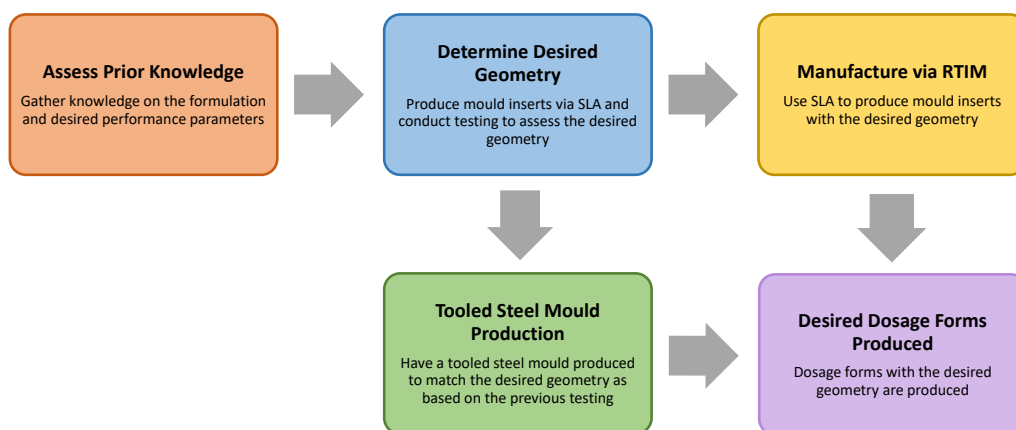 Assess Prior Knowledge
Gather knowledge on the formulation
and desired performance parameters
Determine Desired
Geometry
Produce mould inserts via SLA and
conduct testing to assess the desired
geometry
Manufacture via RTIM
Use SLA to produce mould inserts
with the desired geometry
Tooled Steel Mould
Production
Have a tooled steel mould produced
to match the desired geometry as
based on the previous testing
Desired Dosage Forms
Produced
Dosage forms with the desired
geometry are produced